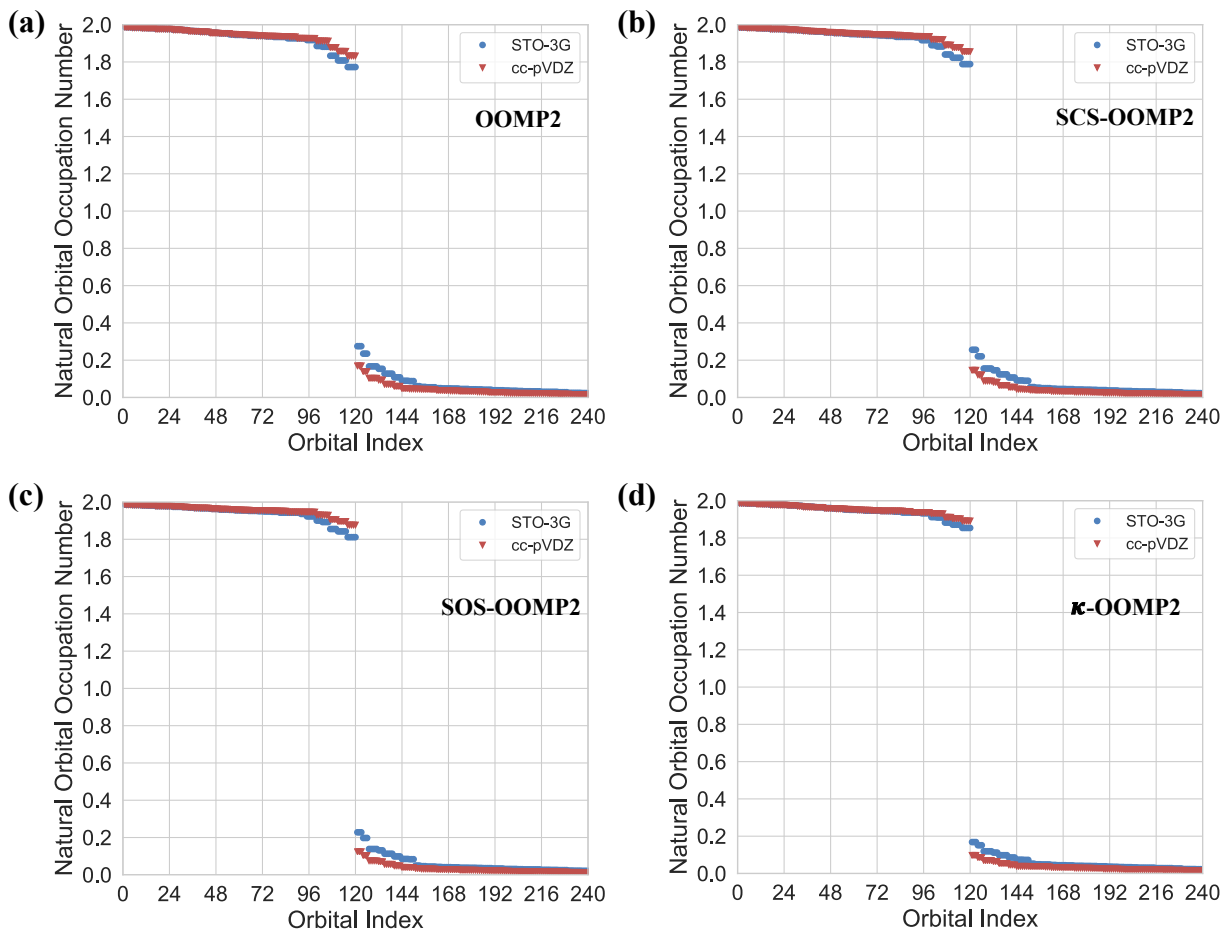 (a)
Natural Orbital Occupation Number
2.0
1.8
1.6
1.4
1.2
1.0
0.8
0.6
0.4
0.2
0.0
STO-3G
cc-pVDZ
OOMP2
0 24 48 72 96 120 144 168 192 216 240
Orbital Index
(b)
Natural Orbital Occupation Number
2.0
1.8
1.6
1.4
1.2
1.0
0.8
0.6
0.4
0.2
0.0
STO-3G
cc-pVDZ
SCS-OOMP2
0 24 48 72 96 120 144 168 192 216 240
Orbital Index
(c)
Natural Orbital Occupation Number
2.0
1.8
1.6
1.4
1.2
1.0
0.8
0.6
0.4
0.2
0.0
STO-3G
cc-pVDZ
SOS-OOMP2
0 24 48 72 96 120 144 168 192 216 240
Orbital Index
(d)
Natural Orbital Occupation Number
2.0
1.8
1.6
1.4
1.2
1.0
0.8
0.6
0.4
0.2
0.0
STO-3G
cc-pVDZ
κ-OOMP2
0 24 48 72 96 120 144 168 192 216 240
Orbital Index